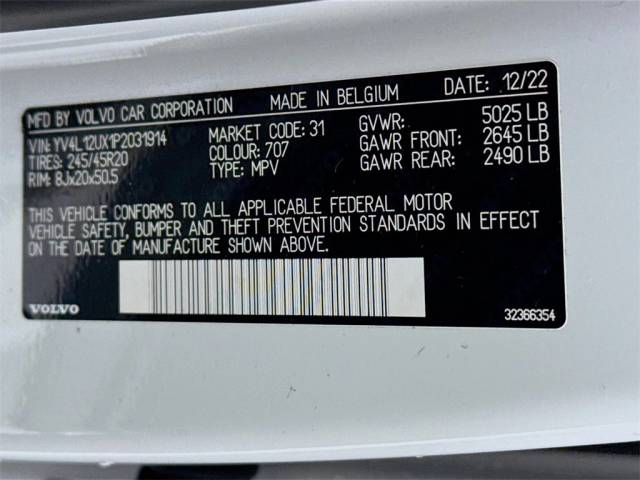 MFD BY VOLVO CAR CORPORATION MADE IN BELGIUM DATE: 12/22
VIN: YV4L12UX1P2031914 MARKET CODE: 31 GVWR: 5025 LB
TIRES: 245/45R20 COLOUR: 707 GAWR FRONT: 2645 LB
RIM: 8Jx20x50.5 TYPE: MPV GAWR REAR: 2490 LB
THIS VEHICLE CONFORMS TO ALL APPLICABLE FEDERAL MOTOR
VEHICLE SAFETY, BUMPER AND THEFT PREVENTION STANDARDS IN EFFECT
ON THE DATE OF MANUFACTURE SHOWN ABOVE.
VOLVO 32366354